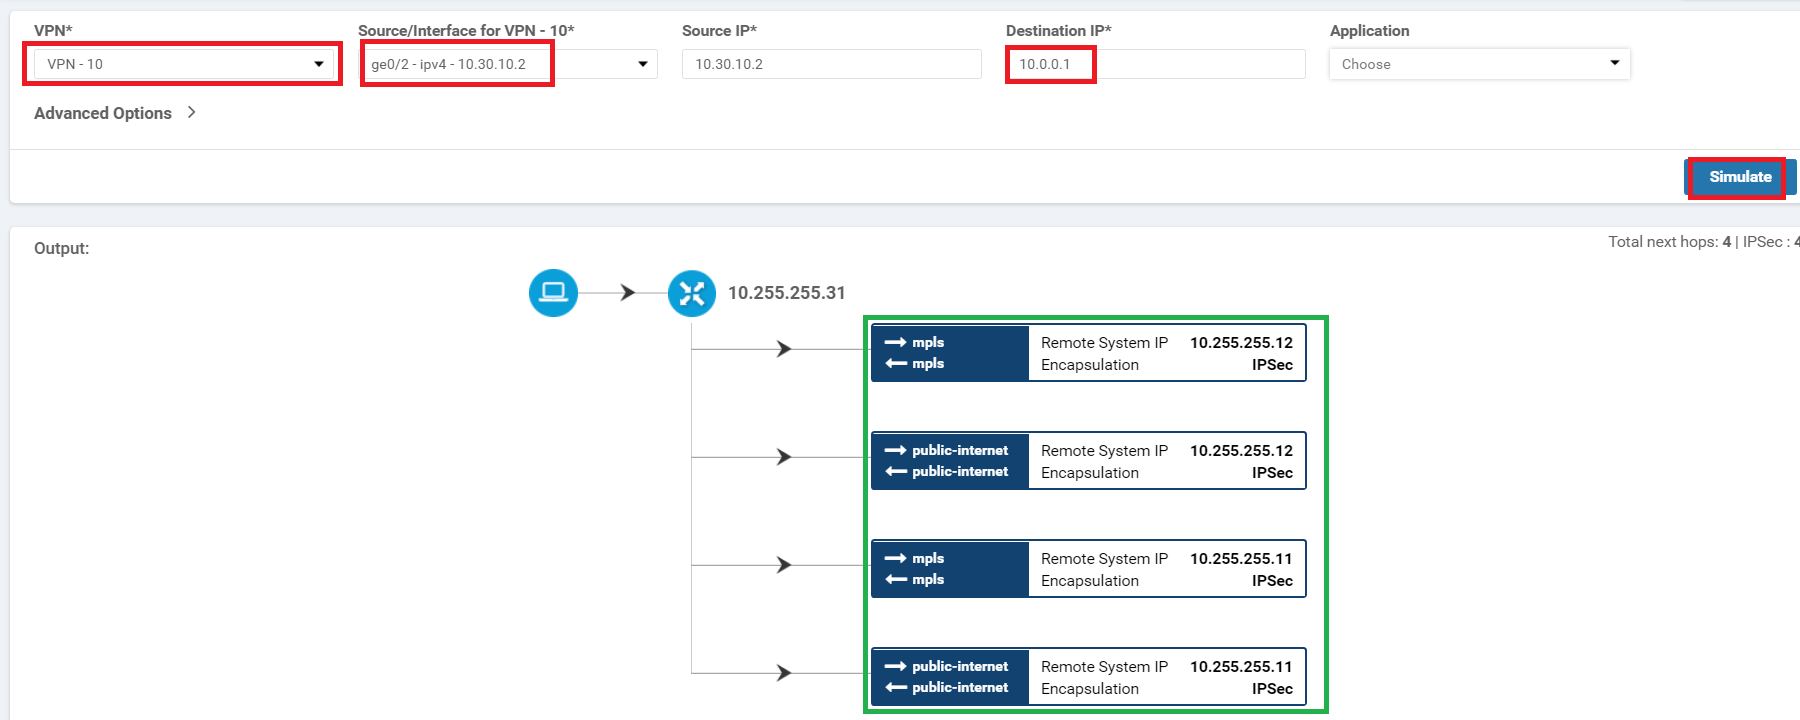 VPN* Source/Interface for VPN - 10* Source IP* Destination IP* Application
VPN - 10 ge0/2 - ipv4 - 10.30.10.2 10.30.10.2 10.0.0.1 Choose
Advanced Options
Simulate
Output: Total next hops: 4 | IPSec : 4
10.255.255.31
mpls Remote System IP 10.255.255.12
mpls Encapsulation IPSec
public-internet Remote System IP 10.255.255.12
public-internet Encapsulation IPSec
mpls Remote System IP 10.255.255.11
mpls Encapsulation IPSec
public-internet Remote System IP 10.255.255.11
public-internet Encapsulation IPSec